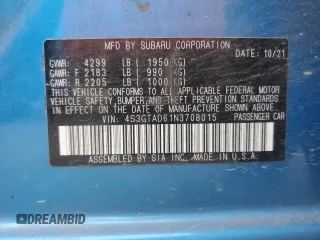 MFD BY SUBARU CORPORATION 10/21
GVWR: 4299 LB ( 1950 KG)
GAWR: F 2183 LB ( 990 KG)
GAWR: R 2205 LB ( 1000 KG)
THIS VEHICLE CONFORMS TO ALL APPLICABLE FEDERAL MOTOR
VEHICLE SAFETY, BUMPER, AND THEFT PREVENTION STANDARDS
IN EFFECT ON THE DATE OF MANUFACTURE SHOWN ABOVE.
VIN: 4S3GTAD61N3708015 PASSENGER CAR
ASSEMBLED BY SIA INC. MADE IN U.S.A.
DREAMBID